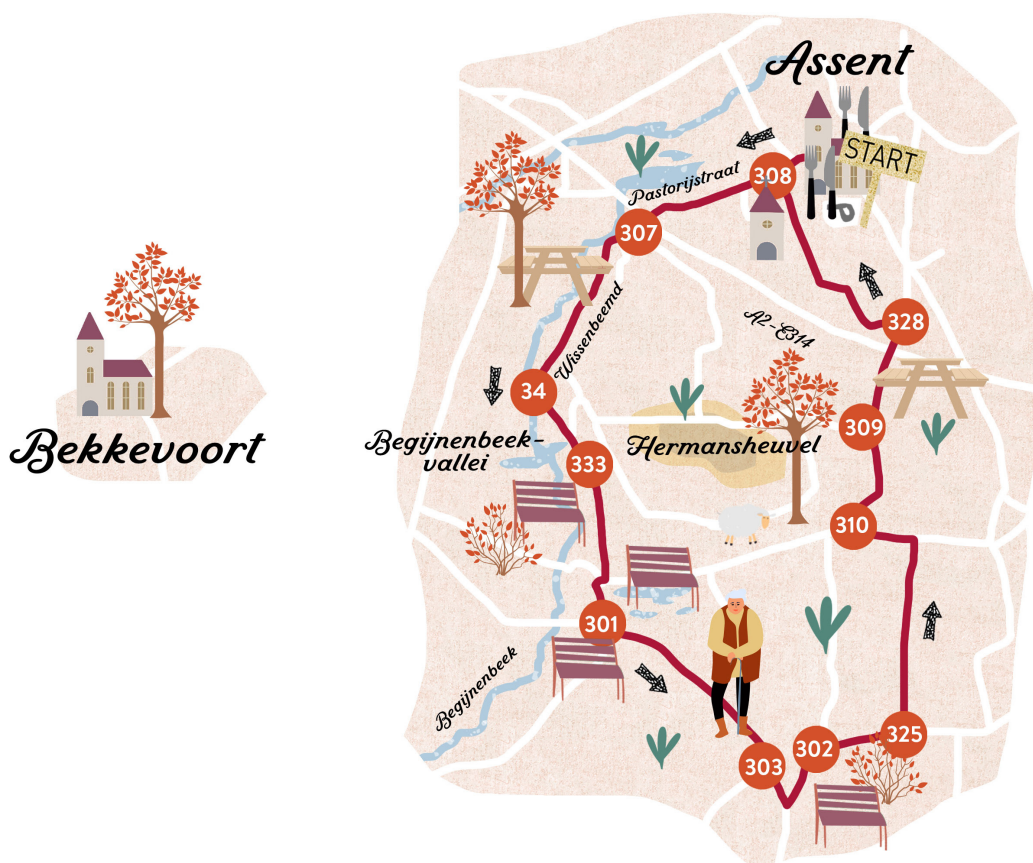 Assent
START
308
Pastorijstraat
307
328
A2-E314
Wissenbeemd
34
309
Begijnenbeek-
vallei
Hermansheuvel
Bekkevoort
333
310
301
Begijnenbeek
325
302
303